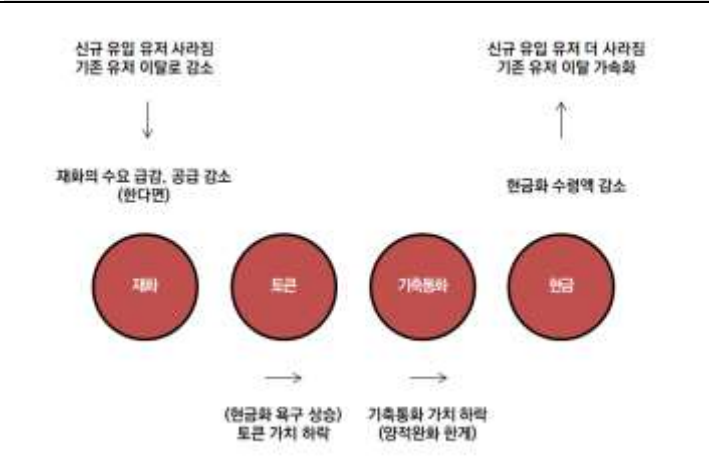 신규 유입 유저 사라짐
기존 유저 이탈로 감소
신규 유입 유저 더 사라짐
기존 유저 이탈 가속화
재화의 수요 급감, 공급 감소
(한다면)
현금화 수령액 감소
재화
토큰
기축통화
현금
(현금화 욕구 상승)
토큰 가치 하락
기축통화 가치 하락
(양적완화 한계)